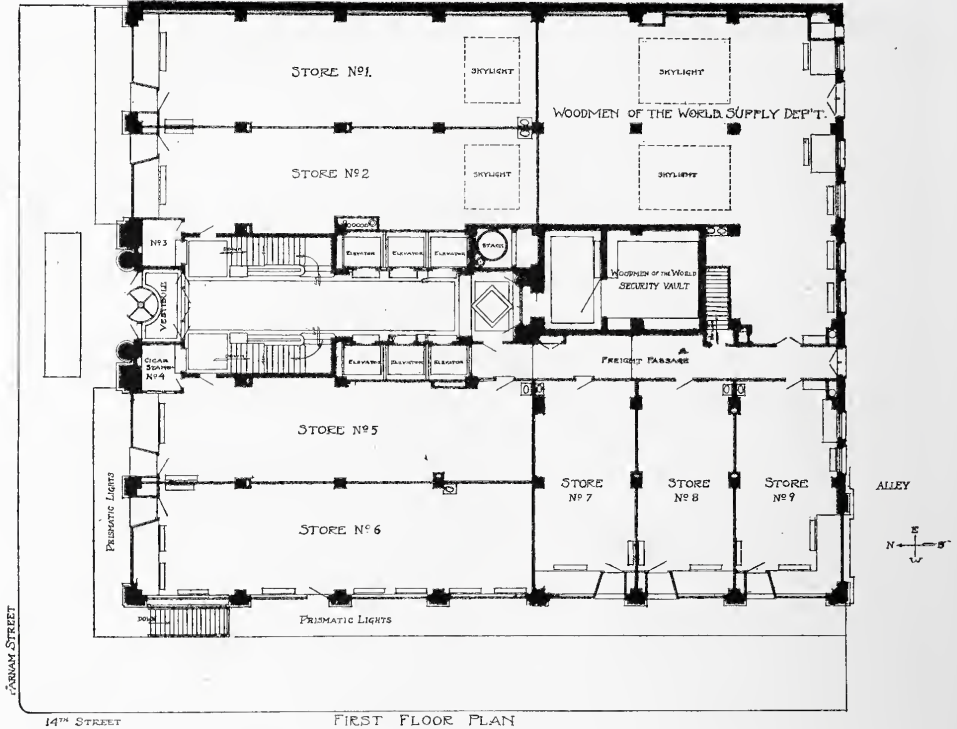 STORE Nº1.
SKYLIGHT
SKYLIGHT
WOODMEN OF THE WORLD SUPPLY DEP'T.
STORE Nº2
SKYLIGHT
SKYLIGHT
Nº3
DOWN
ELEVATOR
ELEVATOR
ELEVATOR
STACK
WOODMEN OF THE WORLD
SECURITY VAULT
VESTIBULE
CIGAR
STAND
Nº4
ELEVATOR
ELEVATOR
ELEVATOR
FREIGHT PASSAGE
STORE Nº5
STORE Nº6
STORE
Nº7
STORE
Nº8
STORE
Nº9
ALLEY
E
N
S
W
PRISMATIC LIGHTS
DOWN
PRISMATIC LIGHTS
FARNAM STREET
14TH STREET
FIRST FLOOR PLAN